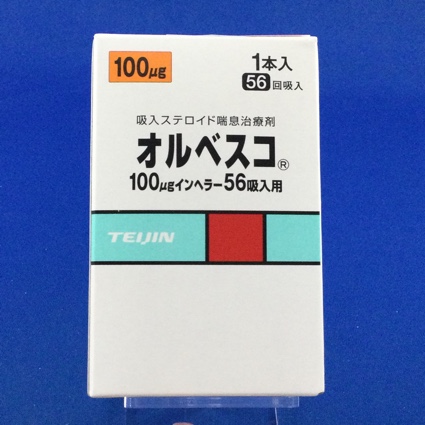 100μg
1本入
56回吸入
吸入ステロイド喘息治療剤
オルベスコ®
100μgインヘラー56吸入用
TEIJIN